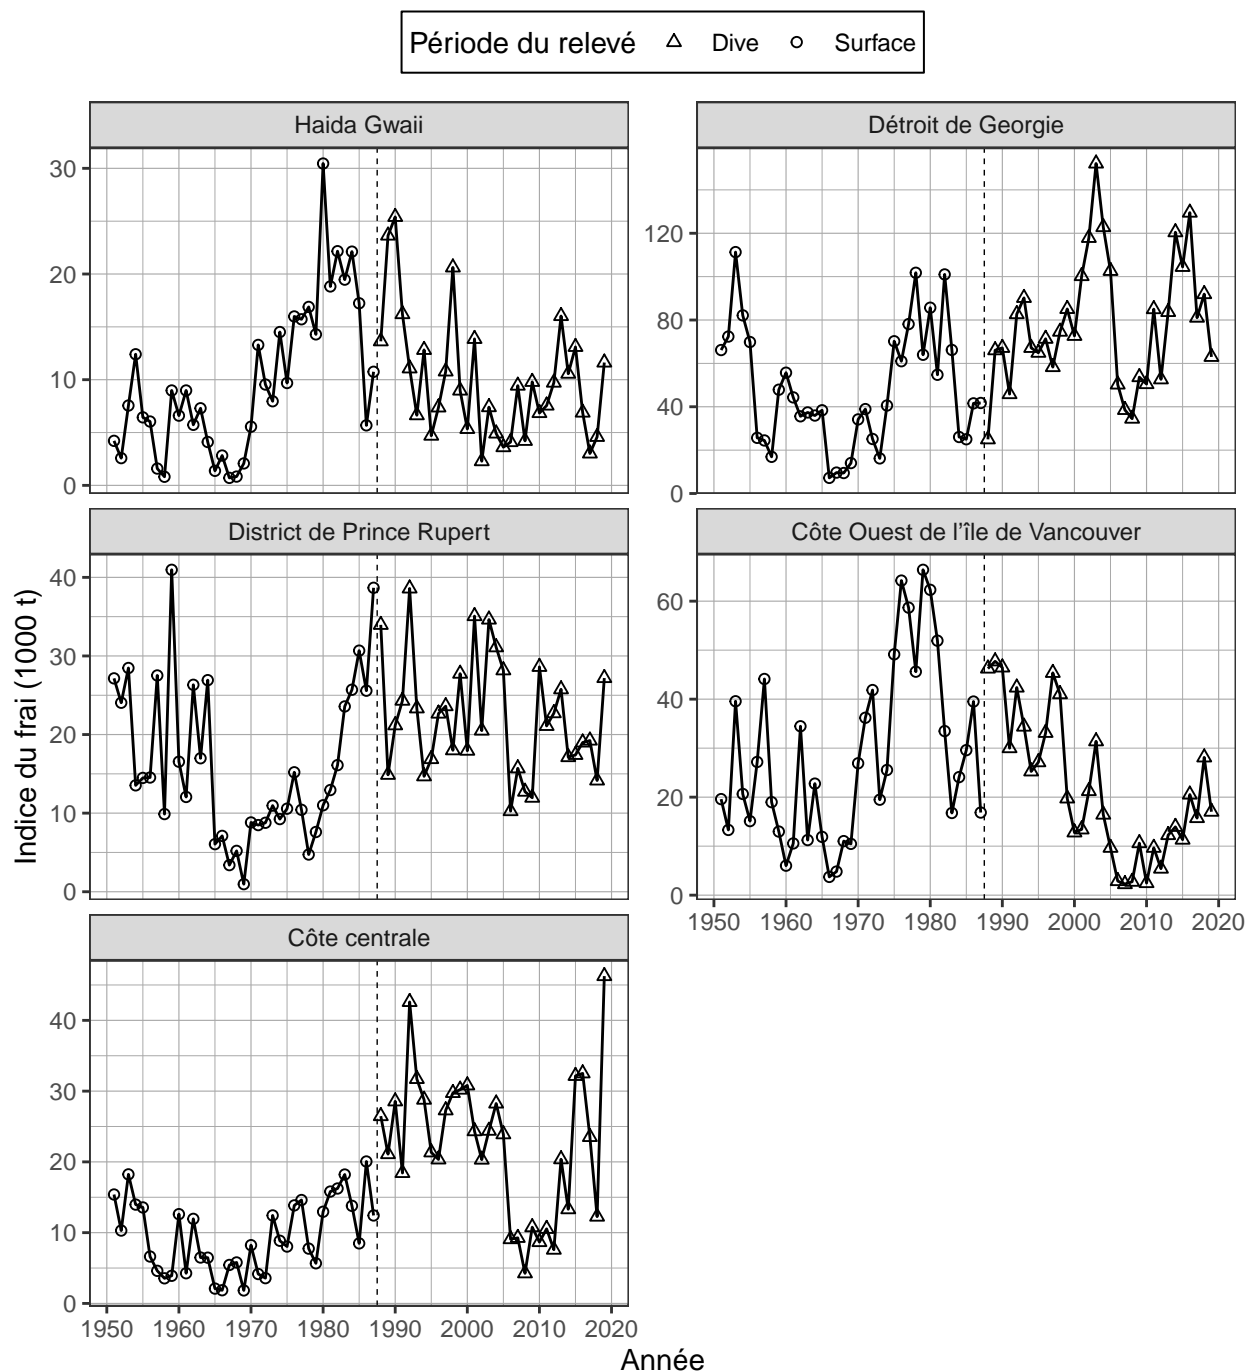 Période du relevé Dive Surface
Haida Gwaii
30
20
10
0
Détroit de Georgie
120
80
40
0
Indice du frai (1000 t)
District de Prince Rupert
40
30
20
10
0
Côte Ouest de l’île de Vancouver
60
40
20
0
1950 1960 1970 1980 1990 2000 2010 2020
Côte centrale
40
30
20
10
0
1950 1960 1970 1980 1990 2000 2010 2020
Année